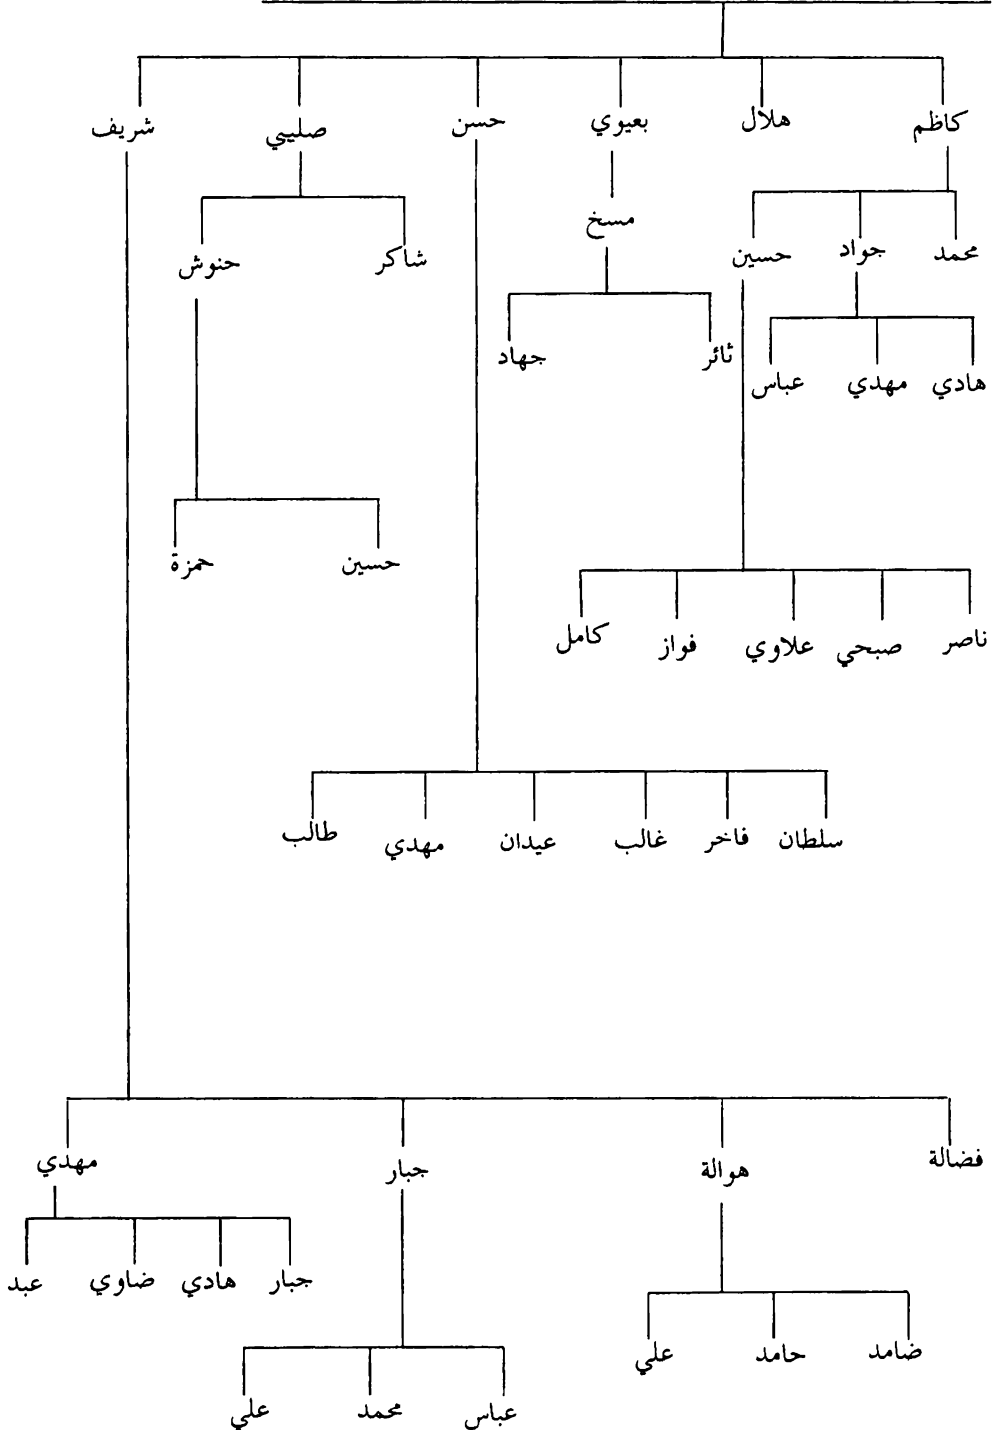 كاظم هلال بعيوي حسن صليبي شريف
مسخ
محمد جواد حسين شاكر حنوش
ثائر جهاد
هادي مهدي عباس
حسين حمزة
ناصر صبحي علاوي فواز كامل
سلطان فاخر غالب عيدان مهدي طالب
فضالة هوالة جبار مهدي
جبار هادي ضاوي عبد
ضامد حامد علي
عباس محمد علي